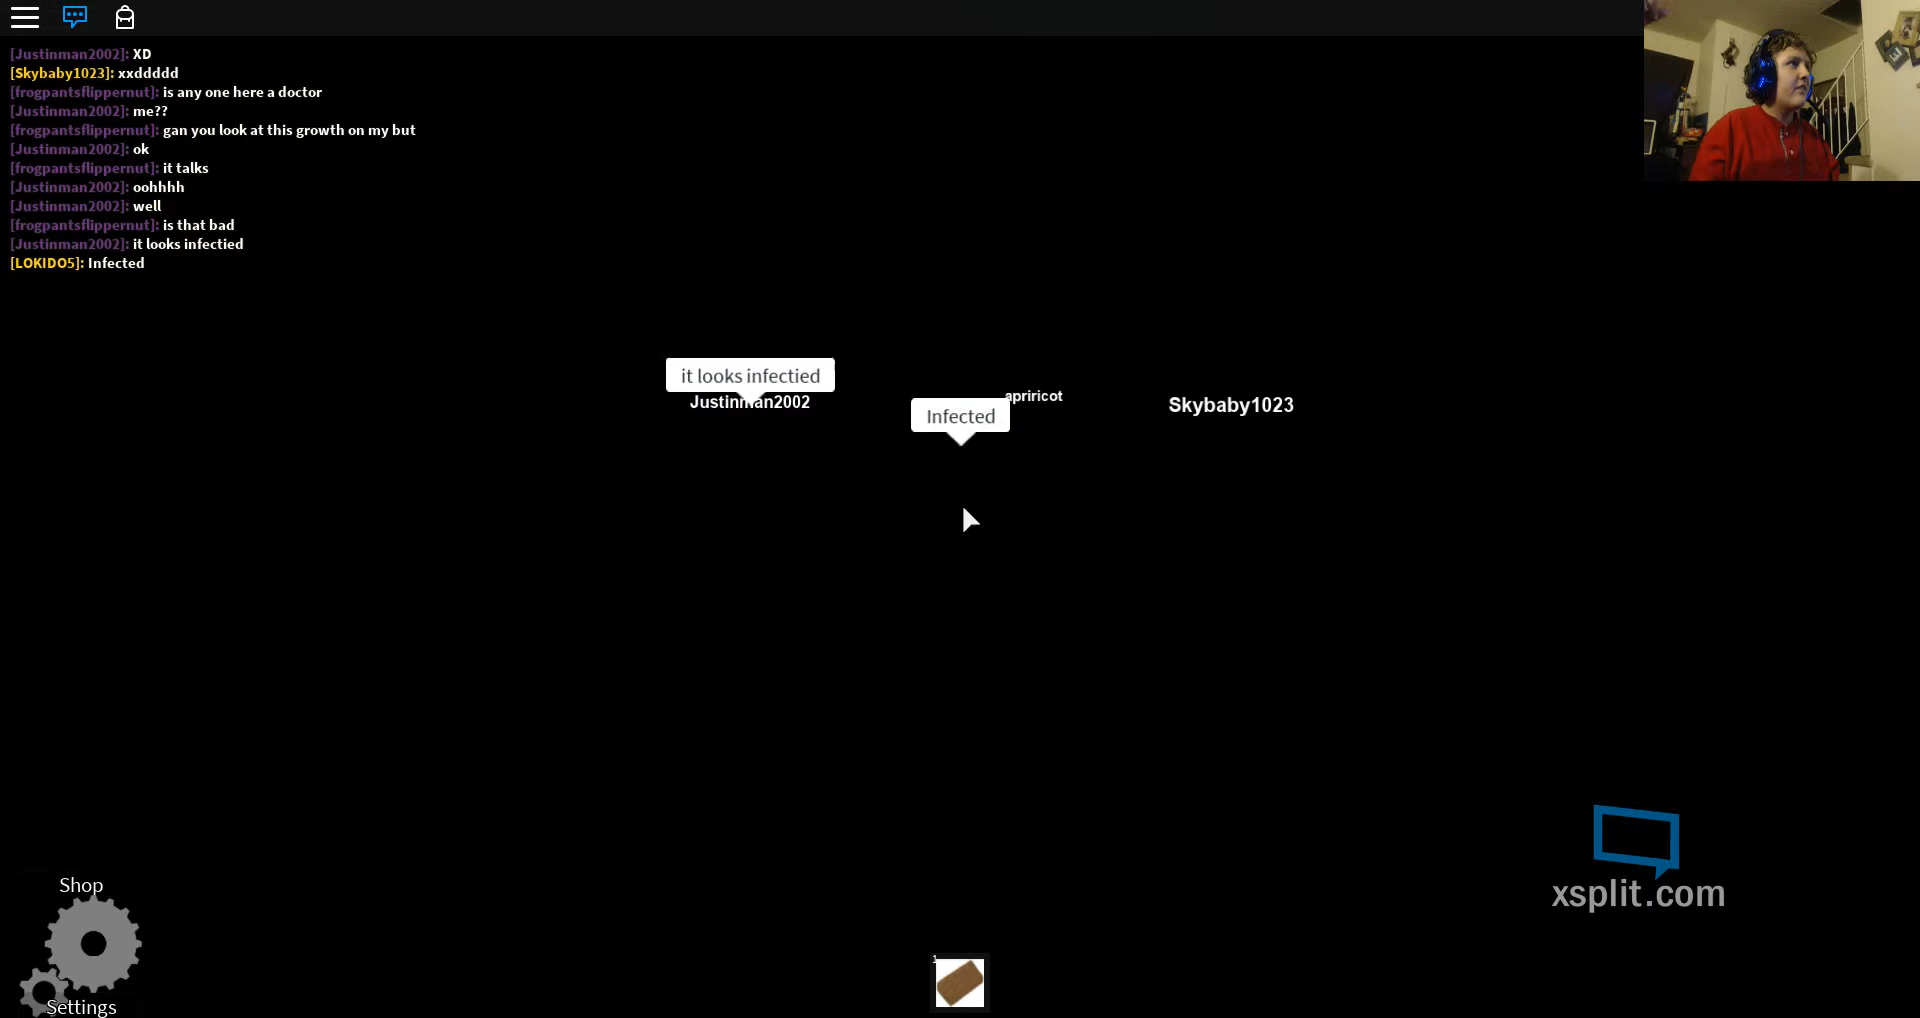 [Justinman2002]: XD
[Skybaby1023]: xxddddd
[frogpantsflippernut]: is any one here a doctor
[Justinman2002]: me??
[frogpantsflippernut]: gan you look at this growth on my but
[Justinman2002]: ok
[frogpantsflippernut]: it talks
[Justinman2002]: oohhhh
[Justinman2002]: well
[frogpantsflippernut]: is that bad
[Justinman2002]: it looks infectied
[LOKIDO5]: Infected
it looks infectied
Justinman2002
apriricot
Infected
Skybaby1023
xsplit.com
Shop
Settings
1